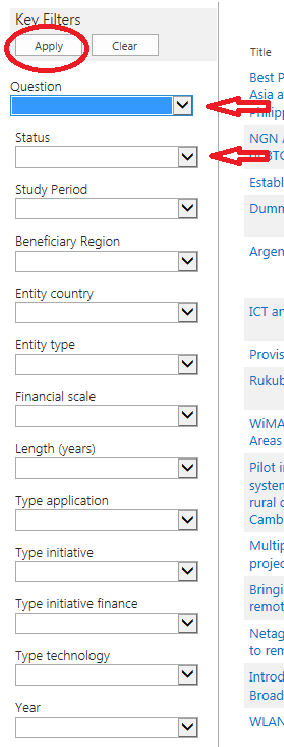 Key Filters
Apply
Clear
Question
Status
Study Period
Beneficiary Region
Entity country
Entity type
Financial scale
Length (years)
Type application
Type initiative
Type initiative finance
Type technology
Year
Title
Best P
Asia a
Philipp
NGN A
Establ
Dumm
Argen
ICT an
Provis
Rukub
WiMA
Areas
Pilot i
system
rural c
Camb
Multip
projec
Bringi
remot
Netag
to rem
Introd
Broad
WLAN